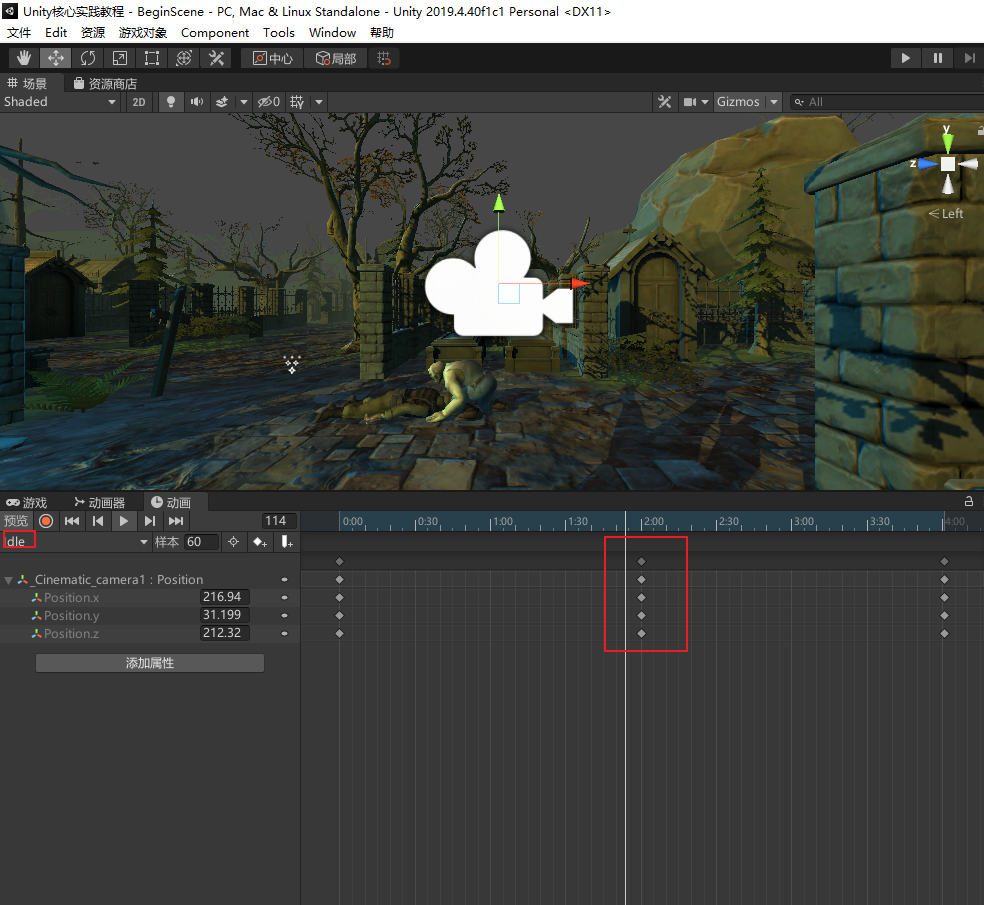 Unity核心实践教程 - BeginScene - PC, Mac & Linux Standalone - Unity 2019.4.40f1c1 Personal <DX11>
文件 Edit 资源 游戏对象 Component Tools Window 帮助
中心 局部
场景 资源商店
Shaded 2D 0 Gizmos All
y
z
Left
游戏 动画器 动画
预览 114 0:00 0:30 1:00 1:30 2:00 2:30 3:00 3:30 4:00
Idle 样本 60
_Cinematic_camera1 : Position
Position.x 216.94
Position.y 31.199
Position.z 212.32
添加属性